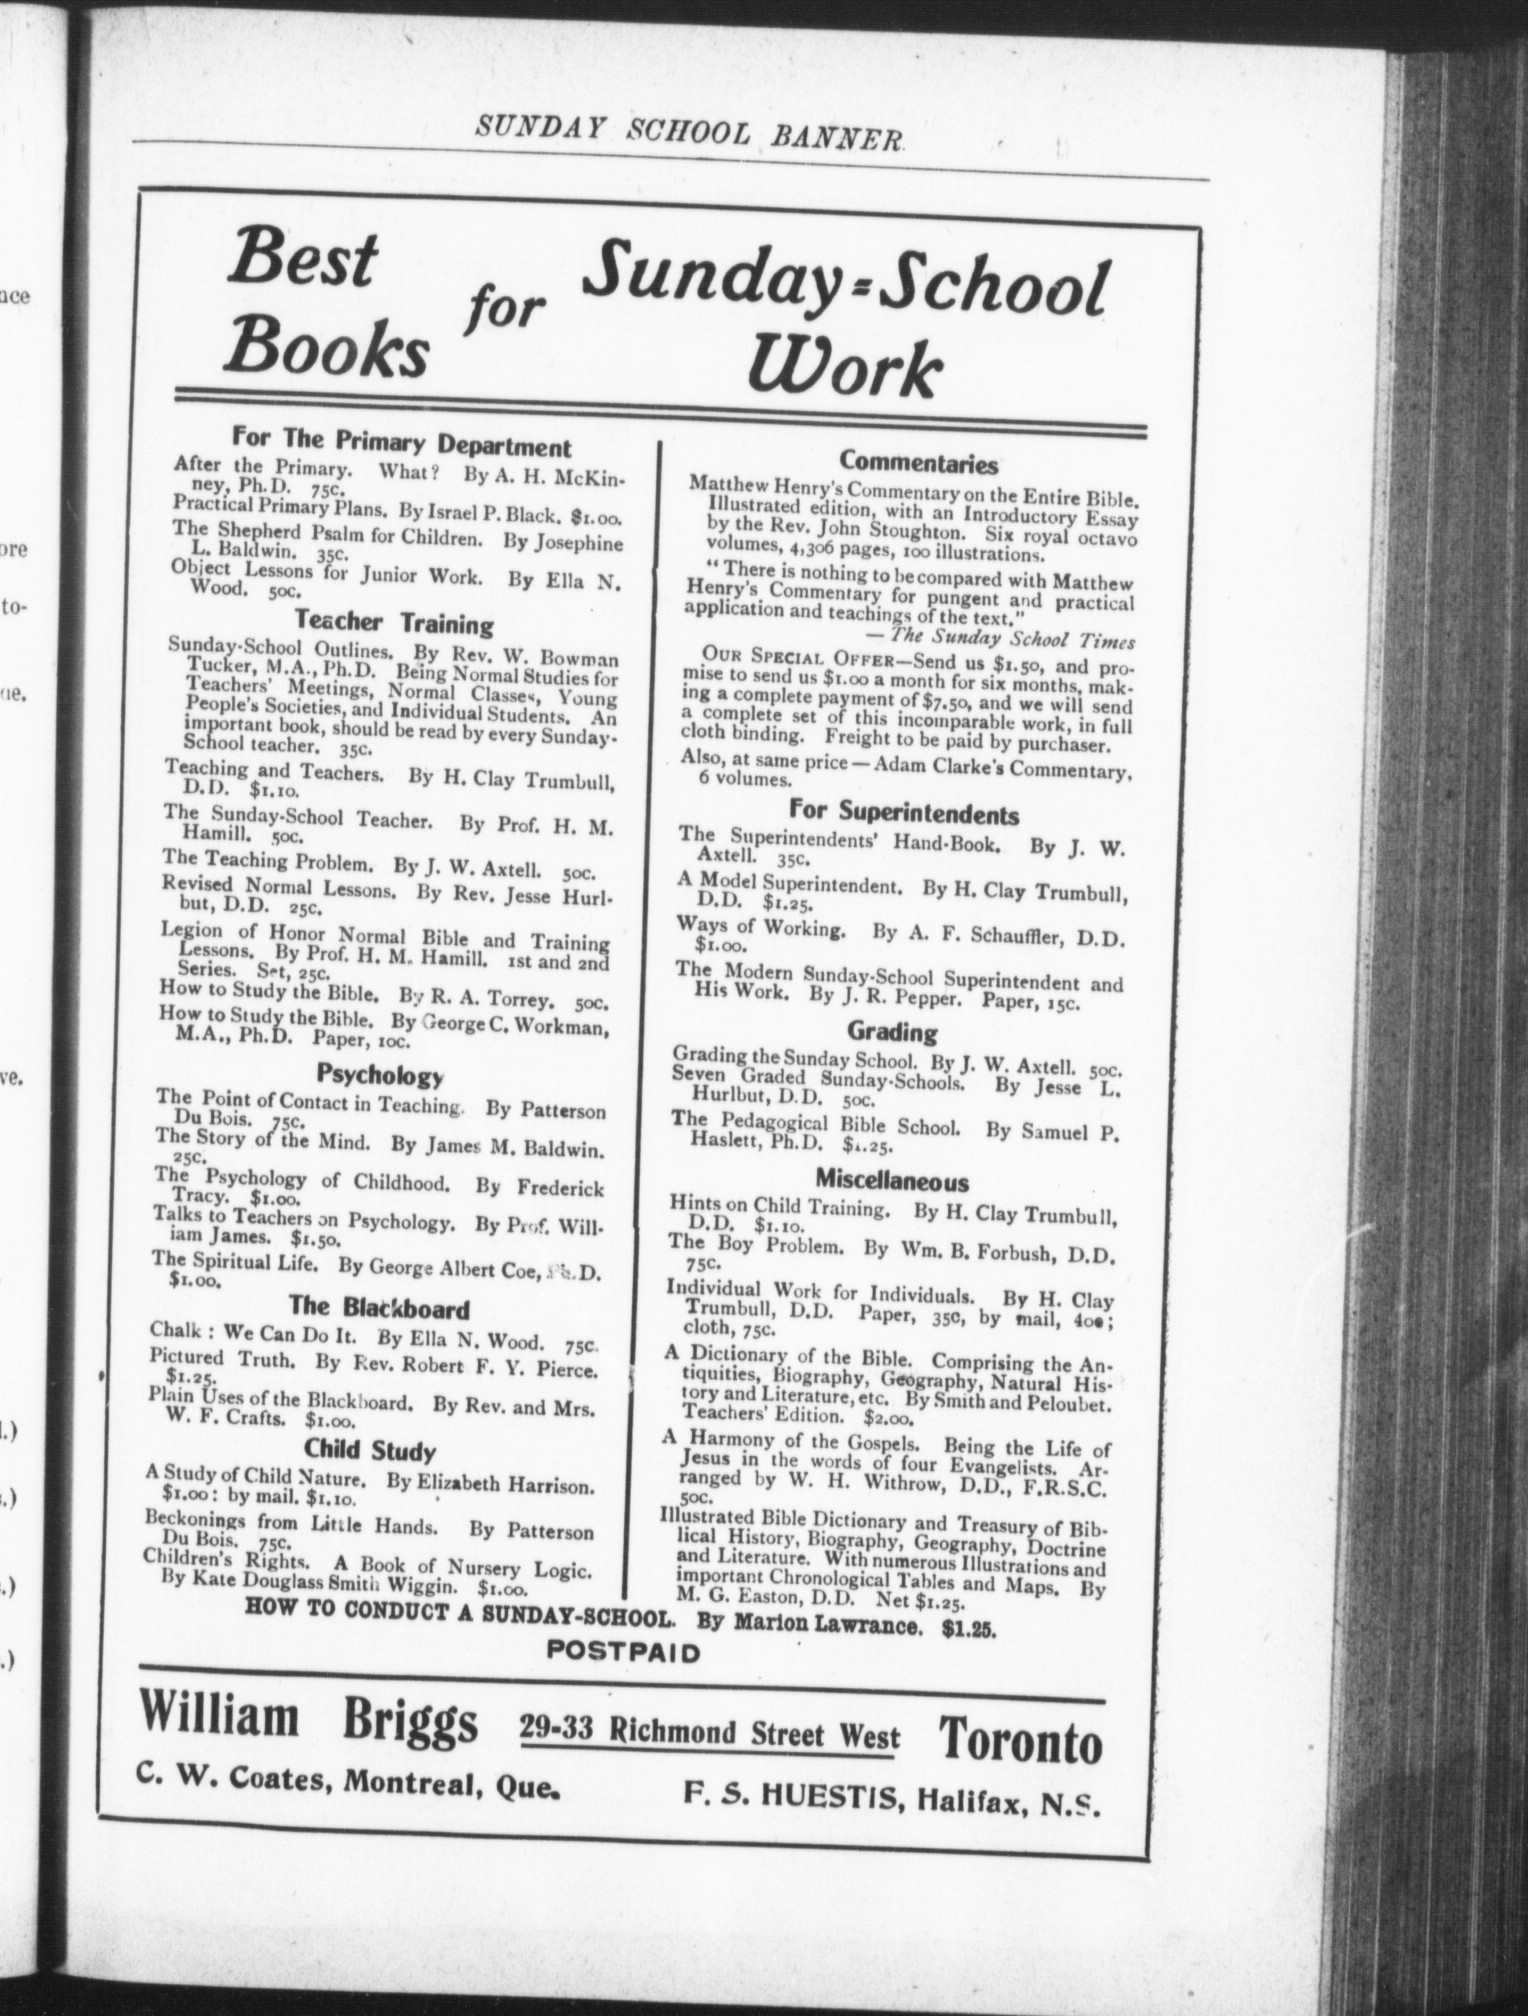 SUNDAY SCHOOL BANNER.
Best Books for Sunday-School Work
For The Primary Department
After the Primary. What? By A. H. McKin-
ney, Ph.D. 75c.
Practical Primary Plans. By Israel P. Black. $1.00.
The Shepherd Psalm for Children. By Josephine
L. Baldwin. 35c.
Object Lessons for Junior Work. By Ella N.
Wood. 50c.
Teacher Training
Sunday-School Outlines. By Rev. W. Bowman
Tucker, M.A., Ph.D. Being Normal Studies for
Teachers' Meetings, Normal Classes, Young
People's Societies, and Individual Students. An
important book, should be read by every Sunday-
School teacher. 35c.
Teaching and Teachers. By H. Clay Trumbull,
D.D. $1.10.
The Sunday-School Teacher. By Prof. H. M.
Hamill. 50c.
The Teaching Problem. By J. W. Axtell. 50c.
Revised Normal Lessons. By Rev. Jesse Hurl-
but, D.D. 25c.
Legion of Honor Normal Bible and Training
Lessons. By Prof. H. M. Hamill. 1st and 2nd
Series. Set, 25c.
How to Study the Bible. By R. A. Torrey. 50c.
How to Study the Bible. By George C. Workman,
M.A., Ph.D. Paper, 10c.
Psychology
The Point of Contact in Teaching. By Patterson
Du Bois. 75c.
The Story of the Mind. By James M. Baldwin.
25c.
The Psychology of Childhood. By Frederick
Tracy. $1.00.
Talks to Teachers on Psychology. By Prof. Will-
iam James. $1.50.
The Spiritual Life. By George Albert Coe, Ph.D.
$1.00.
The Blackboard
Chalk : We Can Do It. By Ella N. Wood. 75c.
Pictured Truth. By Rev. Robert F. Y. Pierce.
$1.25.
Plain Uses of the Blackboard. By Rev. and Mrs.
W. F. Crafts. $1.00.
Child Study
A Study of Child Nature. By Elizabeth Harrison.
$1.00: by mail. $1.10.
Beckonings from Little Hands. By Patterson
Du Bois. 75c.
Children's Rights. A Book of Nursery Logic.
By Kate Douglass Smith Wiggin. $1.00.
Commentaries
Matthew Henry's Commentary on the Entire Bible.
Illustrated edition, with an Introductory Essay
by the Rev. John Stoughton. Six royal octavo
volumes, 4,306 pages, 100 illustrations.
"There is nothing to be compared with Matthew
Henry's Commentary for pungent and practical
application and teachings of the text."
— The Sunday School Times
OUR SPECIAL OFFER—Send us $1.50, and pro-
mise to send us $1.00 a month for six months, mak-
ing a complete payment of $7.50, and we will send
a complete set of this incomparable work, in full
cloth binding. Freight to be paid by purchaser.
Also, at same price—Adam Clarke's Commentary,
6 volumes.
For Superintendents
The Superintendents' Hand-Book. By J. W.
Axtell. 35c.
A Model Superintendent. By H. Clay Trumbull,
D.D. $1.25.
Ways of Working. By A. F. Schauffler, D.D.
$1.00.
The Modern Sunday-School Superintendent and
His Work. By J. R. Pepper. Paper, 15c.
Grading
Grading the Sunday School. By J. W. Axtell. 50c.
Seven Graded Sunday-Schools. By Jesse L.
Hurlbut, D.D. 50c.
The Pedagogical Bible School. By Samuel P.
Haslett, Ph.D. $1.25.
Miscellaneous
Hints on Child Training. By H. Clay Trumbull,
D.D. $1.10.
The Boy Problem. By Wm. B. Forbush, D.D.
75c.
Individual Work for Individuals. By H. Clay
Trumbull, D.D. Paper, 35c, by mail, 40c;
cloth, 75c.
A Dictionary of the Bible. Comprising the An-
tiquities, Biography, Geography, Natural His-
tory and Literature, etc. By Smith and Peloubet.
Teachers' Edition. $2.00.
A Harmony of the Gospels. Being the Life of
Jesus in the words of four Evangelists. Ar-
ranged by W. H. Withrow, D.D., F.R.S.C.
50c.
Illustrated Bible Dictionary and Treasury of Bib-
lical History, Biography, Geography, Doctrine
and Literature. With numerous Illustrations and
important Chronological Tables and Maps. By
M. G. Easton, D.D. Net $1.25.
HOW TO CONDUCT A SUNDAY-SCHOOL. By Marion Lawrance. $1.25.
POSTPAID
William Briggs 29-33 Richmond Street West Toronto
C. W. Coates, Montreal, Que. F. S. HUESTIS, Halifax, N.S.